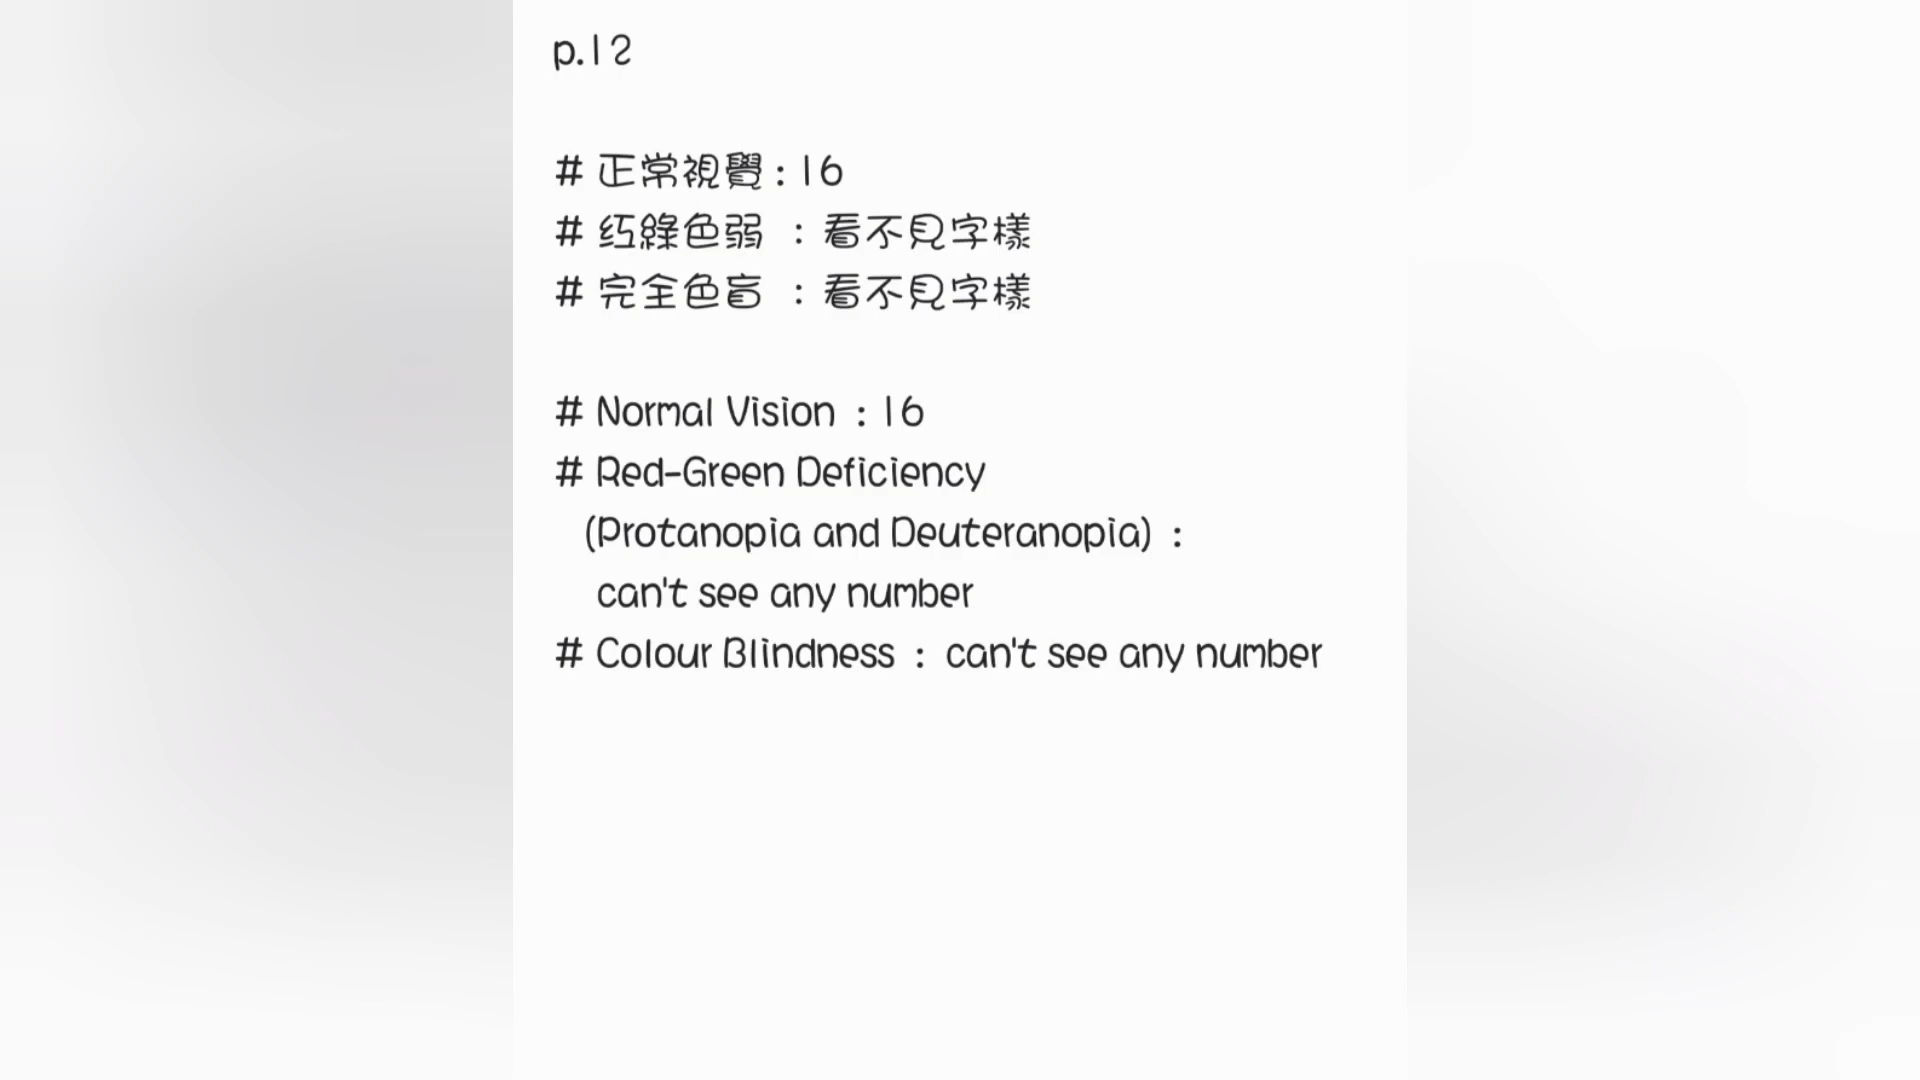 p.12
# 正常視覺 : 16
# 紅綠色弱 : 看不見字樣
# 完全色盲 : 看不見字樣
# Normal Vision : 16
# Red-Green Deficiency
(Protanopia and Deuteranopia) :
can't see any number
# Colour Blindness : can't see any number